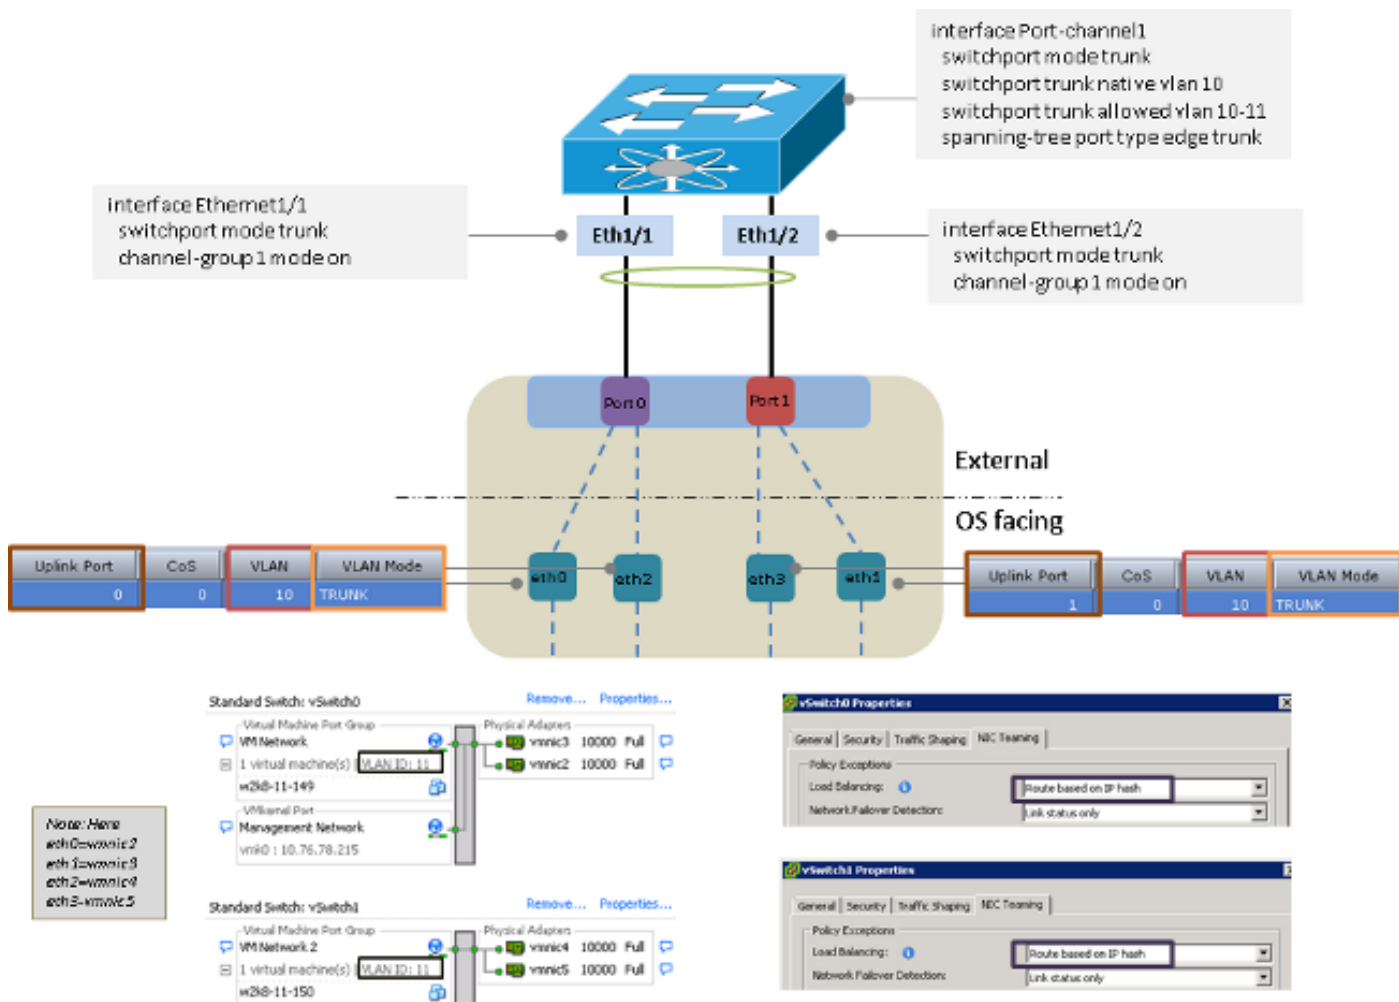 interface Port-channel1
switchport mode trunk
switchport trunk native vlan 10
switchport trunk allowed vlan 10-11
spanning-tree port type edge trunk
interface Ethernet1/1
switchport mode trunk
channel-group 1 mode on
Eth1/1
Eth1/2
interface Ethernet1/2
switchport mode trunk
channel-group 1 mode on
Port 0
Port 1
External
OS facing
Uplink Port CoS VLAN VLAN Mode
0 0 10 TRUNK
eth0
eth2
eth3
eth1
Uplink Port CoS VLAN VLAN Mode
1 0 10 TRUNK
Standard Switch: vSwitch0 Remove... Properties...
Virtual Machine Port Group Physical Adapters
VM Network vmnic3 10000 Full
1 virtual machine(s) | VLAN ID: 11 vmnic2 10000 Full
w2k8-11-149
VMkernel Port
Management Network
vmk0 : 10.76.78.215
vSwitch0 Properties
General Security Traffic Shaping NIC Teaming
Policy Exceptions
Load Balancing: Route based on IP hash
Network Failover Detection: Link status only
Note: Here
eth0=vmnic2
eth1=vmnic3
eth2=vmnic4
eth3=vmnic5
Standard Switch: vSwitch1 Remove... Properties...
Virtual Machine Port Group Physical Adapters
VM Network 2 vmnic4 10000 Full
1 virtual machine(s) | VLAN ID: 11 vmnic5 10000 Full
w2k8-11-150
vSwitch1 Properties
General Security Traffic Shaping NIC Teaming
Policy Exceptions
Load Balancing: Route based on IP hash
Network Failover Detection: Link status only